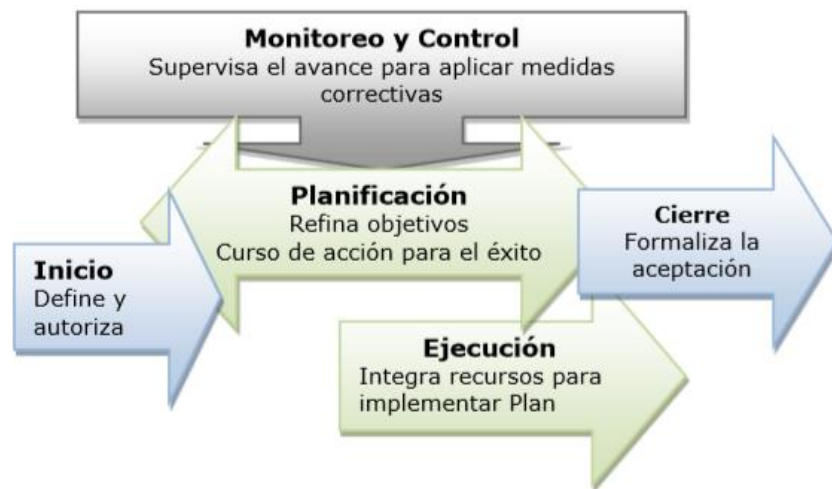 Monitoreo y Control
Supervisa el avance para aplicar medidas
correctivas
Planificación
Refina objetivos
Curso de acción para el éxito
Inicio
Define y
autoriza
Cierre
Formaliza la
aceptación
Ejecución
Integra recursos para
implementar Plan